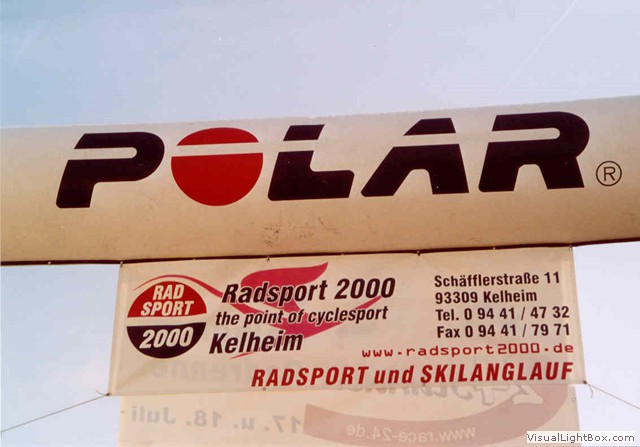 POLAR®
RAD
SPORT
2000
Radsport 2000
the point of cyclesport
Kelheim
Schäfflerstraße 11
93309 Kelheim
Tel. 0 94 41 / 47 32
Fax 0 94 41 / 79 71
www.radsport2000.de
RADSPORT und SKILANGLAUF
17. u. 18. Juli
www.race-24.de
VisualLightBox.com